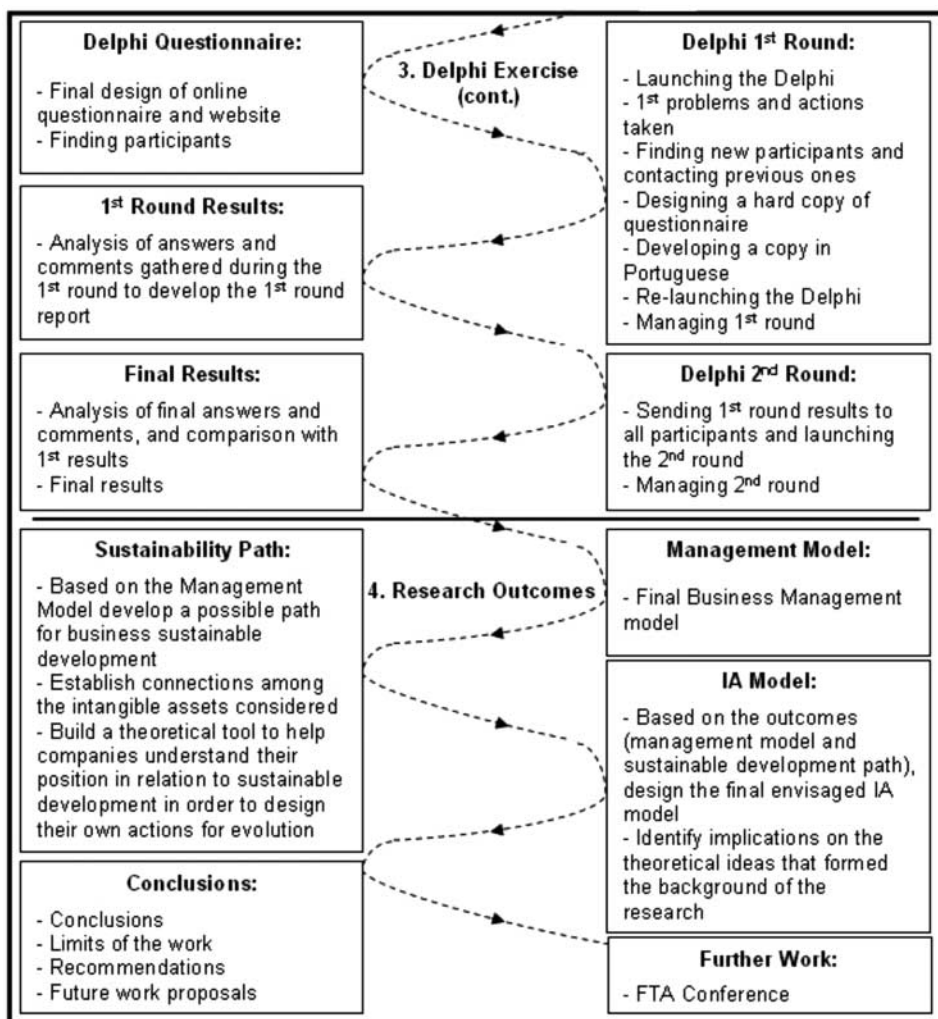 Delphi Questionnaire:
- Final design of online
questionnaire and website
- Finding participants
3. Delphi Exercise
(cont.)
Delphi 1st Round:
- Launching the Delphi
- 1st problems and actions
taken
- Finding new participants and
contacting previous ones
- Designing a hard copy of
questionnaire
- Developing a copy in
Portuguese
- Re-launching the Delphi
- Managing 1st round
1st Round Results:
- Analysis of answers and
comments gathered during the
1st round to develop the 1st round
report
Delphi 2nd Round:
- Sending 1st round results to
all participants and launching
the 2nd round
- Managing 2nd round
Final Results:
- Analysis of final answers and
comments, and comparison with
1st results
- Final results
4. Research Outcomes
Management Model:
- Final Business Management
model
Sustainability Path:
- Based on the Management
Model develop a possible path
for business sustainable
development
- Establish connections among
the intangible assets considered
- Build a theoretical tool to help
companies understand their
position in relation to sustainable
development in order to design
their own actions for evolution
IA Model:
- Based on the outcomes
(management model and
sustainable development path),
design the final envisaged IA
model
- Identify implications on the
theoretical ideas that formed
the background of the
research
Conclusions:
- Conclusions
- Limits of the work
- Recommendations
- Future work proposals
Further Work:
- FTA Conference